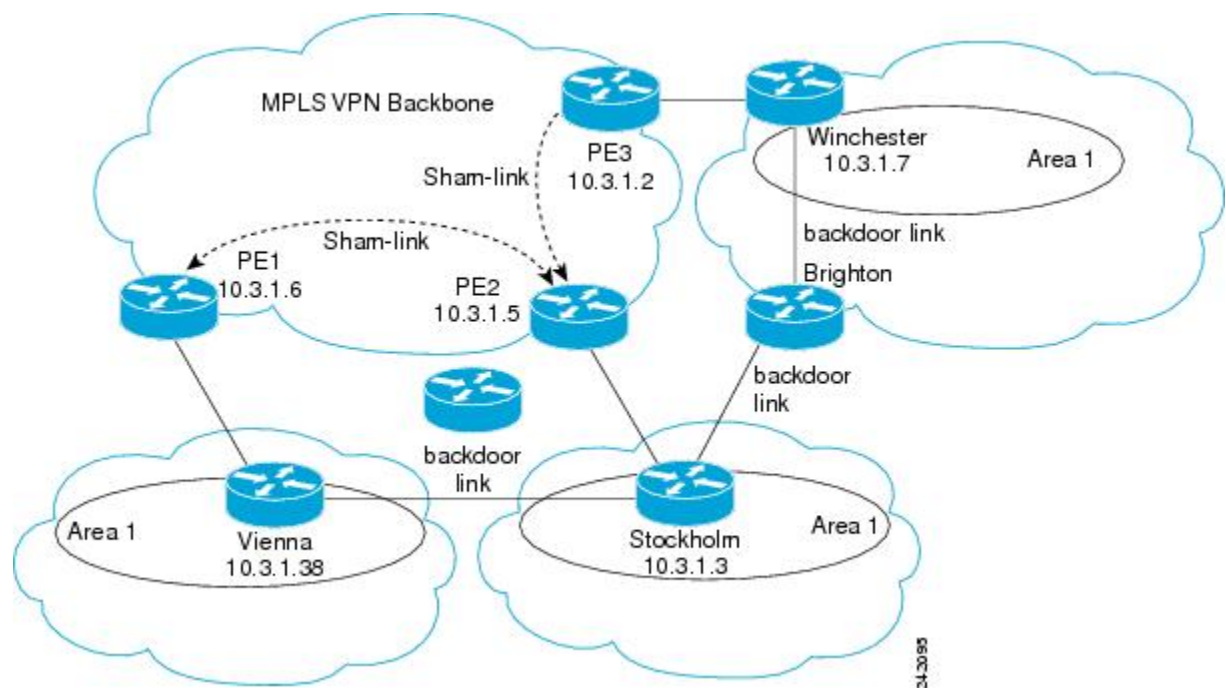 MPLS VPN Backbone
PE3
10.3.1.2
Winchester
10.3.1.7
Area 1
Sham-link
Sham-link
backdoor link
PE1
10.3.1.6
PE2
10.3.1.5
Brighton
backdoor
link
backdoor
link
Area 1
Vienna
10.3.1.38
Stockholm
10.3.1.3
Area 1
242095